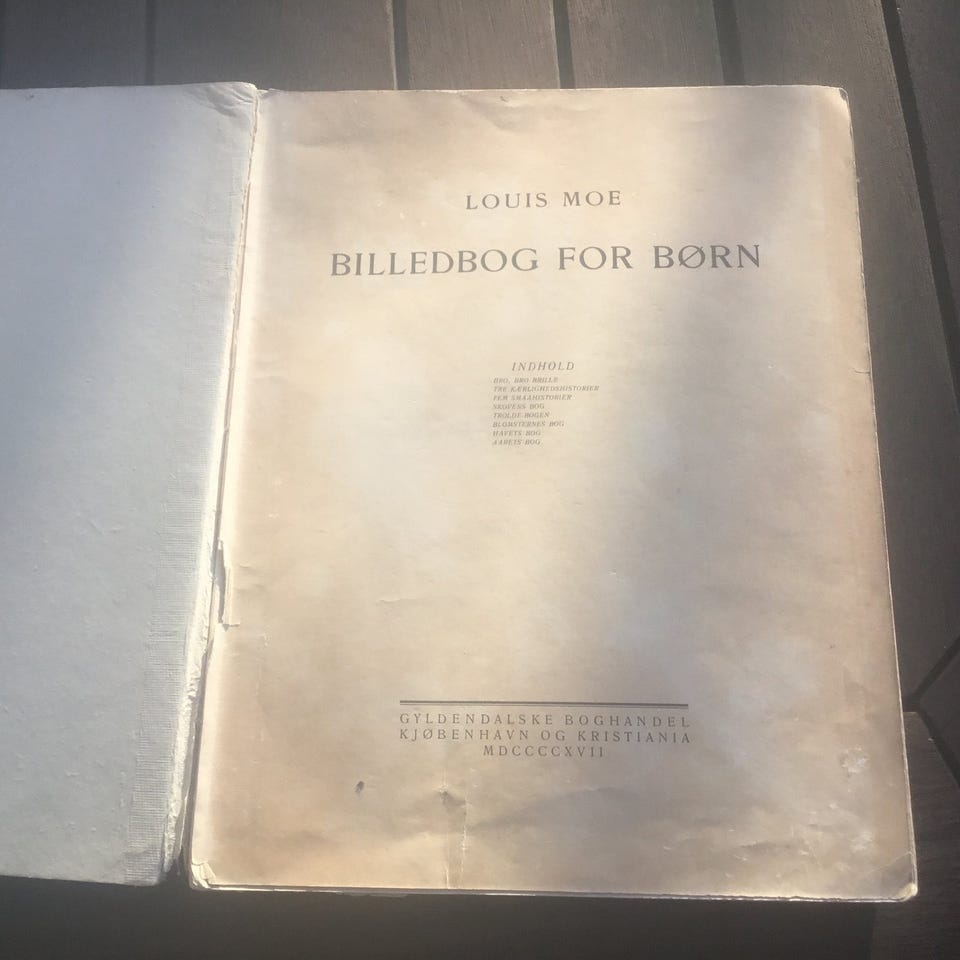 LOUIS MOE
BILLEDBOG FOR BØRN
INDHOLD
BRO, BRO BRILLE
TRE KÆRLIGHEDSHISTORIER
FEM SMAAHISTORIER
SKOVENS BOG
TROLDE-BOGEN
BLOMSTERNES BOG
HAVETS BOG
AARETS BOG
GYLDENDALSKE BOGHANDEL
KJØBENHAVN OG KRISTIANIA
MDCCCCXVII